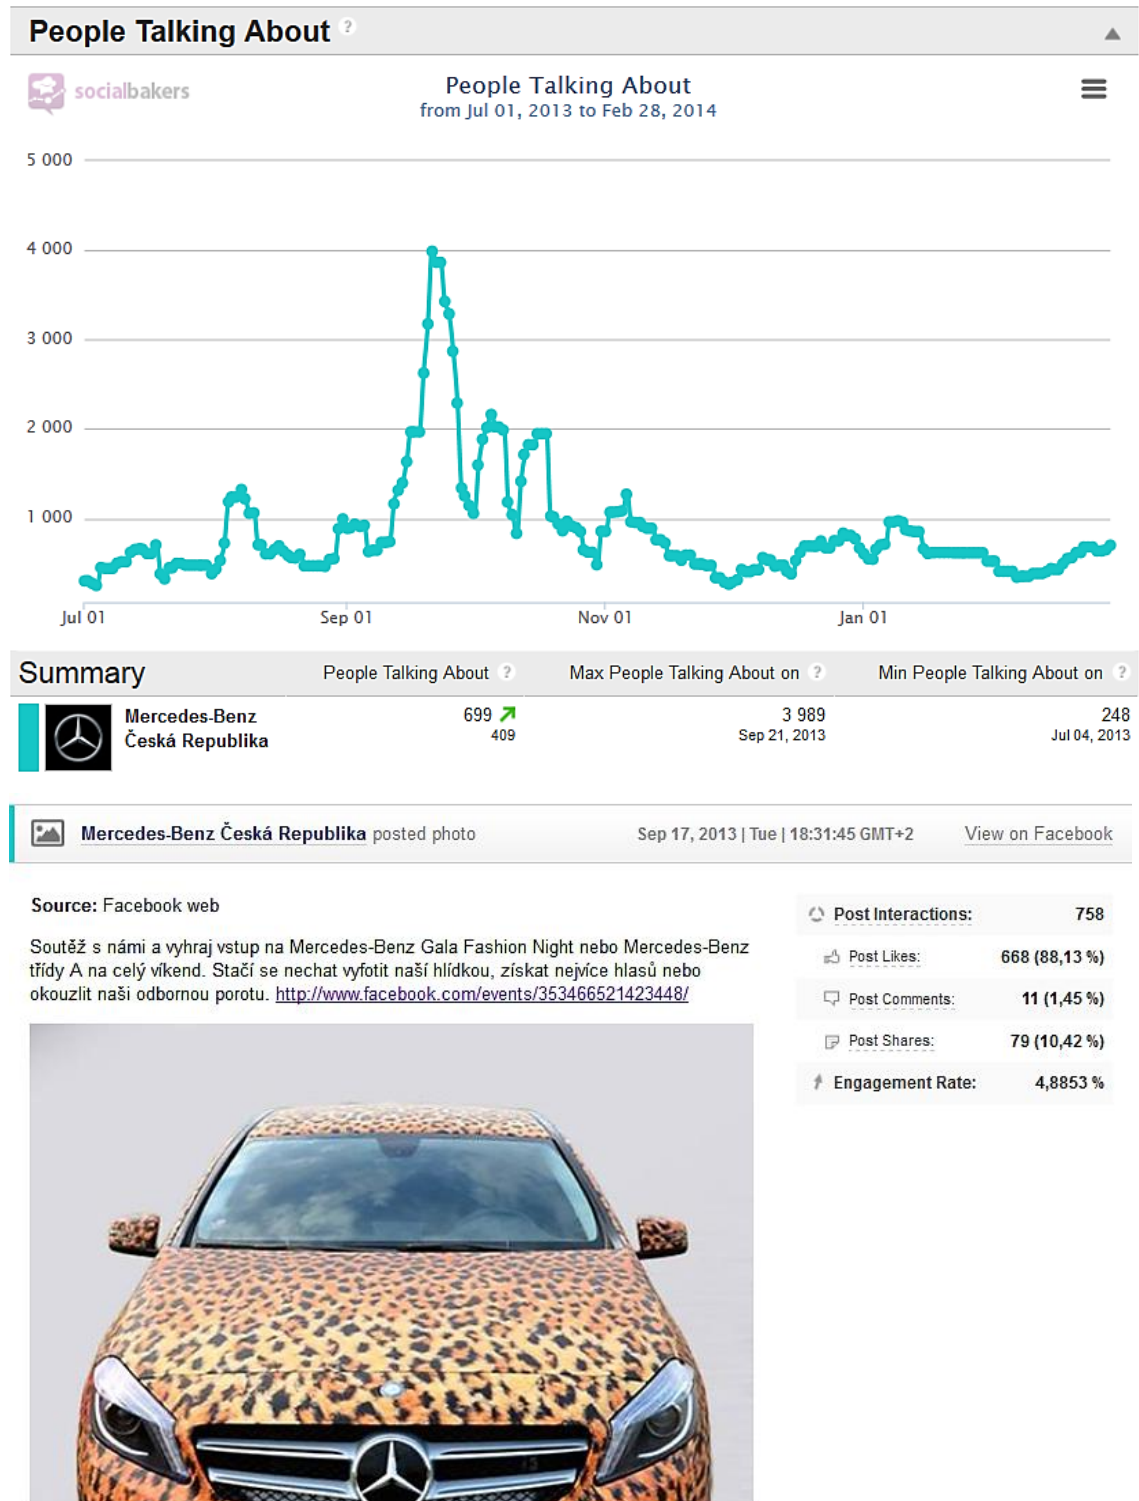 People Talking About ?
socialbakers
People Talking About
from Jul 01, 2013 to Feb 28, 2014
5 000
4 000
3 000
2 000
1 000
Jul 01 Sep 01 Nov 01 Jan 01
Summary People Talking About ? Max People Talking About on ? Min People Talking About on ?
Mercedes-Benz 699 3 989 248
Česká Republika 409 Sep 21, 2013 Jul 04, 2013
Mercedes-Benz Česká Republika posted photo Sep 17, 2013 | Tue | 18:31:45 GMT+2 View on Facebook
Source: Facebook web
Soutěž s námi a vyhraj vstup na Mercedes-Benz Gala Fashion Night nebo Mercedes-Benz
třídy A na celý víkend. Stačí se nechat vyfotit naší hlídkou, získat nejvíce hlasů nebo
okouzlit naši odbornou porotu. http://www.facebook.com/events/353466521423448/
Post Interactions: 758
Post Likes: 668 (88,13 %)
Post Comments: 11 (1,45 %)
Post Shares: 79 (10,42 %)
Engagement Rate: 4,8853 %